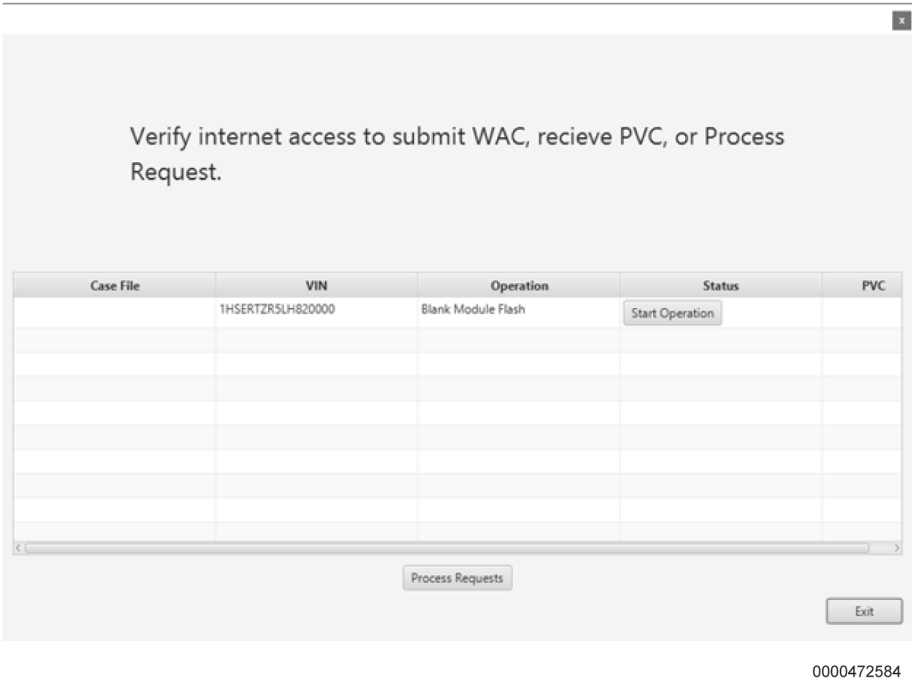 x
Verify internet access to submit WAC, recieve PVC, or Process
Request.
Case File VIN Operation Status PVC
1HSERTZR5LH820000 Blank Module Flash Start Operation
Process Requests
Exit
0000472584